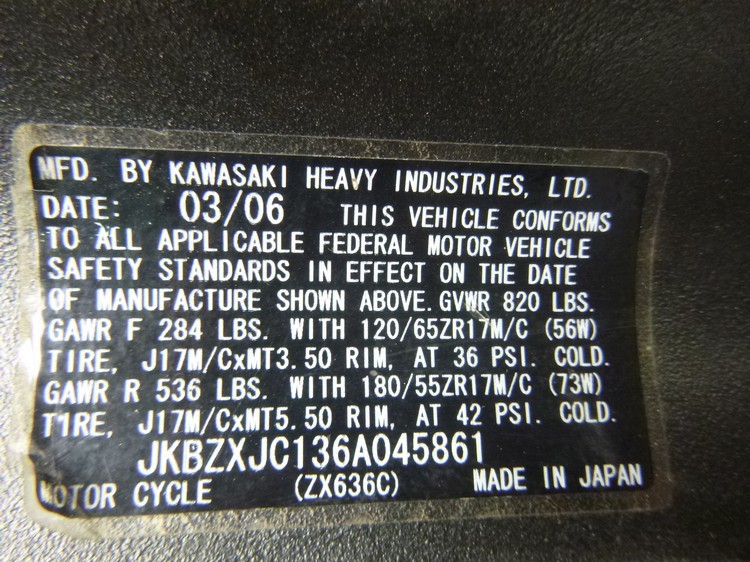 MFD. BY KAWASAKI HEAVY INDUSTRIES, LTD.
DATE: 03/06 THIS VEHICLE CONFORMS
TO ALL APPLICABLE FEDERAL MOTOR VEHICLE
SAFETY STANDARDS IN EFFECT ON THE DATE
OF MANUFACTURE SHOWN ABOVE. GVWR 820 LBS.
GAWR F 284 LBS. WITH 120/65ZR17M/C (56W)
TIRE, J17M/CxMT3.50 RIM, AT 36 PSI. COLD.
GAWR R 536 LBS. WITH 180/55ZR17M/C (73W)
TIRE, J17M/CxMT5.50 RIM, AT 42 PSI. COLD.
JKBZXJC136A045861
MOTOR CYCLE (ZX636C) MADE IN JAPAN